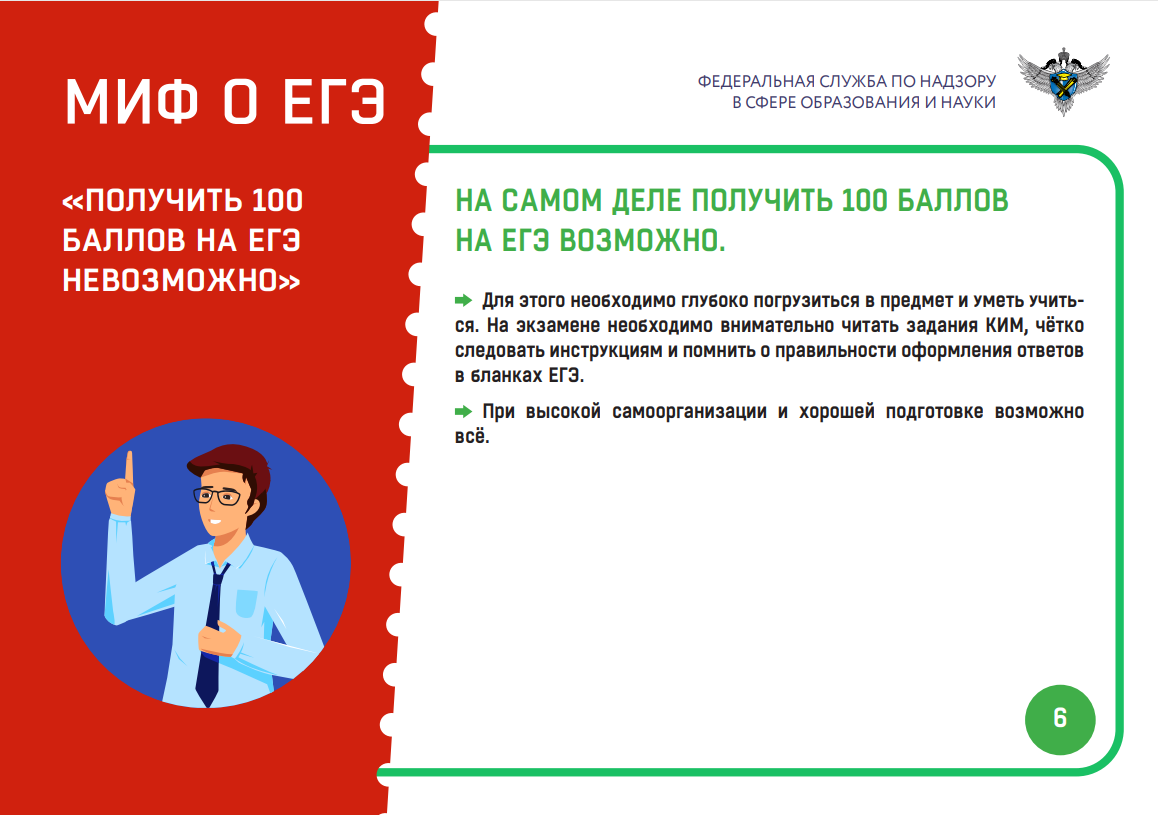 МИФ О ЕГЭ
«ПОЛУЧИТЬ 100
БАЛЛОВ НА ЕГЭ
НЕВОЗМОЖНО»
ФЕДЕРАЛЬНАЯ СЛУЖБА ПО НАДЗОРУ
В СФЕРЕ ОБРАЗОВАНИЯ И НАУКИ
НА САМОМ ДЕЛЕ ПОЛУЧИТЬ 100 БАЛЛОВ
НА ЕГЭ ВОЗМОЖНО.
Для этого необходимо глубоко погрузиться в предмет и уметь учить-
ся. На экзамене необходимо внимательно читать задания КИМ, чётко
следовать инструкциям и помнить о правильности оформления ответов
в бланках ЕГЭ.
При высокой самоорганизации и хорошей подготовке возможно
всё.
6